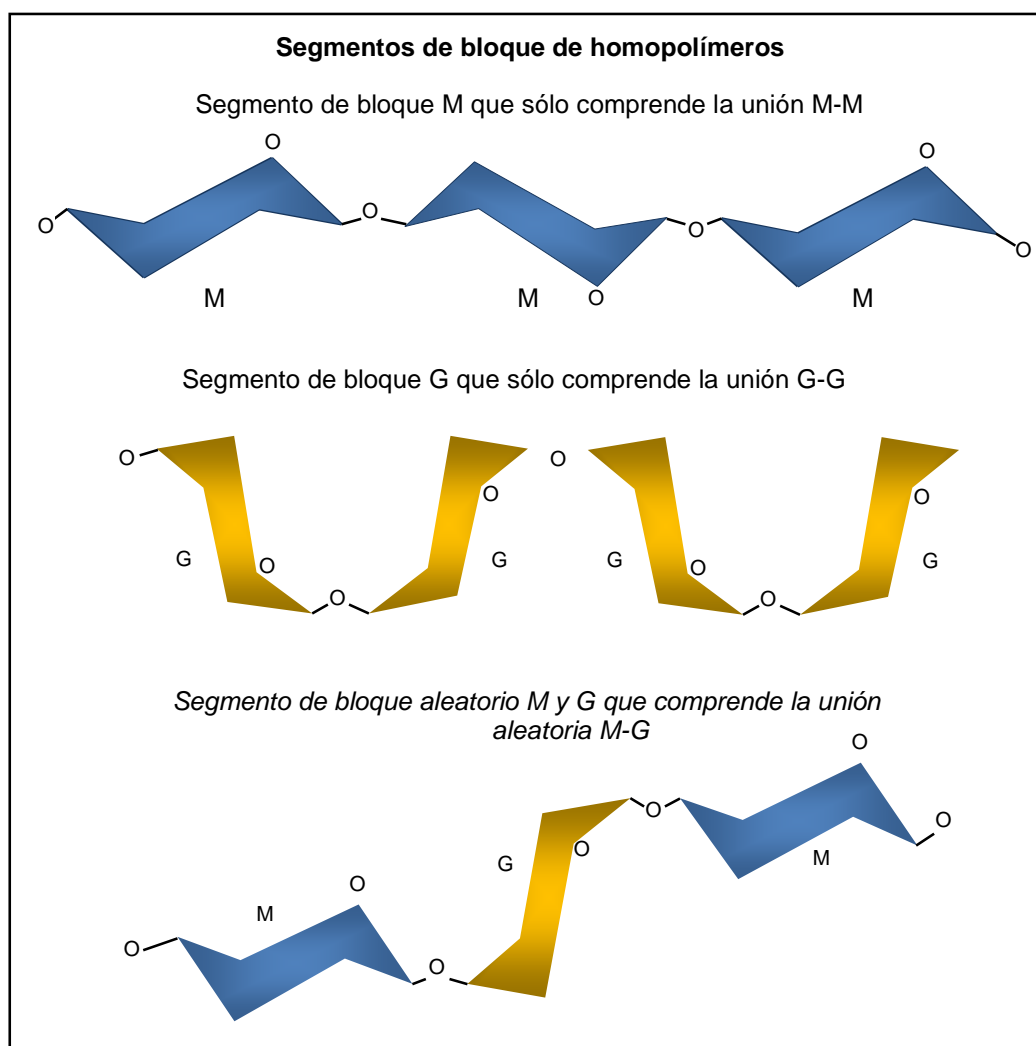 Segmentos de bloque de homopolímeros
Segmento de bloque M que sólo comprende la unión M-M
O O O O O O O
M M M
Segmento de bloque G que sólo comprende la unión G-G
O O O O O O O O
G G G G
O O
Segmento de bloque aleatorio M y G que comprende la unión
aleatoria M-G
O
O O
G O M
M O
O O